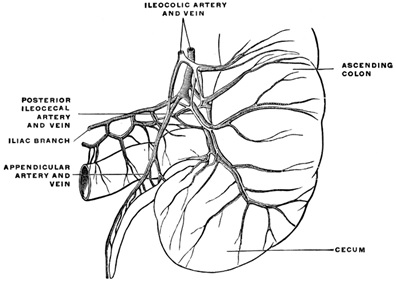 ILEOCOLIC ARTERY
AND VEIN
ASCENDING
COLON
POSTERIOR
ILEOCECAL
ARTERY
AND VEIN
ILIAC BRANCH
APPENDICULAR
ARTERY AND
VEIN
CECUM